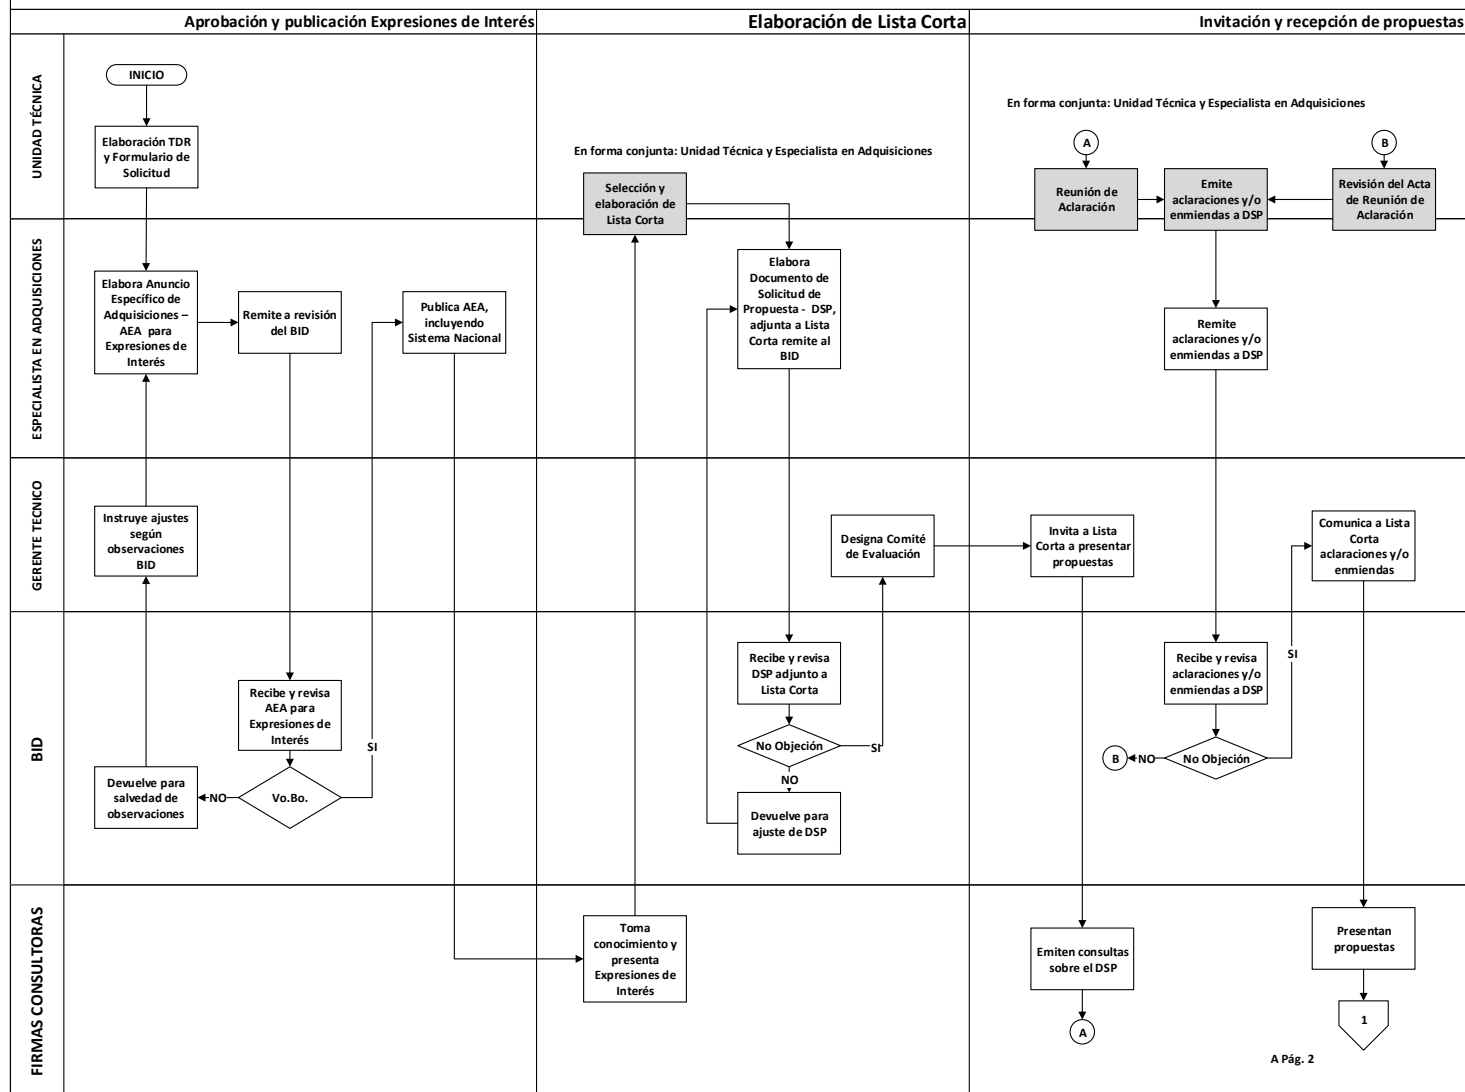 Aprobación y publicación Expresiones de Interés
Elaboración de Lista Corta
Invitación y recepción de propuestas
UNIDAD TÉCNICA
INICIO
Elaboración TDR
y Formulario de
Solicitud
En forma conjunta: Unidad Técnica y Especialista en Adquisiciones
Selección y
elaboración de
Lista Corta
En forma conjunta: Unidad Técnica y Especialista en Adquisiciones
A
B
Reunión de
Aclaración
Emite
aclaraciones y/o
enmiendas a DSP
Revisión del Acta
de Reunión de
Aclaración
ESPECIALISTA EN ADQUISICIONES
Elabora Anuncio
Específico de
Adquisiciones –
AEA para
Expresiones de
Interés
Remite a revisión
del BID
Publica AEA,
incluyendo
Sistema Nacional
Elabora
Documento de
Solicitud de
Propuesta - DSP,
adjunta a Lista
Corta remite al
BID
Remite
aclaraciones y/o
enmiendas a DSP
GERENTE TECNICO
Instruye ajustes
según
observaciones
BID
Designa Comité
de Evaluación
Invita a Lista
Corta a presentar
propuestas
Comunica a Lista
Corta
aclaraciones y/o
enmiendas
BID
Devuelve para
salvedad de
observaciones
NO
Recibe y revisa
AEA para
Expresiones de
Interés
Vo.Bo.
SI
Recibe y revisa
DSP adjunto a
Lista Corta
No Objeción
SI
NO
Devuelve para
ajuste de DSP
Recibe y revisa
aclaraciones y/o
enmiendas a DSP
B
NO
No Objeción
SI
FIRMAS CONSULTORAS
Toma
conocimiento y
presenta
Expresiones de
Interés
Emiten consultas
sobre el DSP
A
Presentan
propuestas
1
A Pág. 2